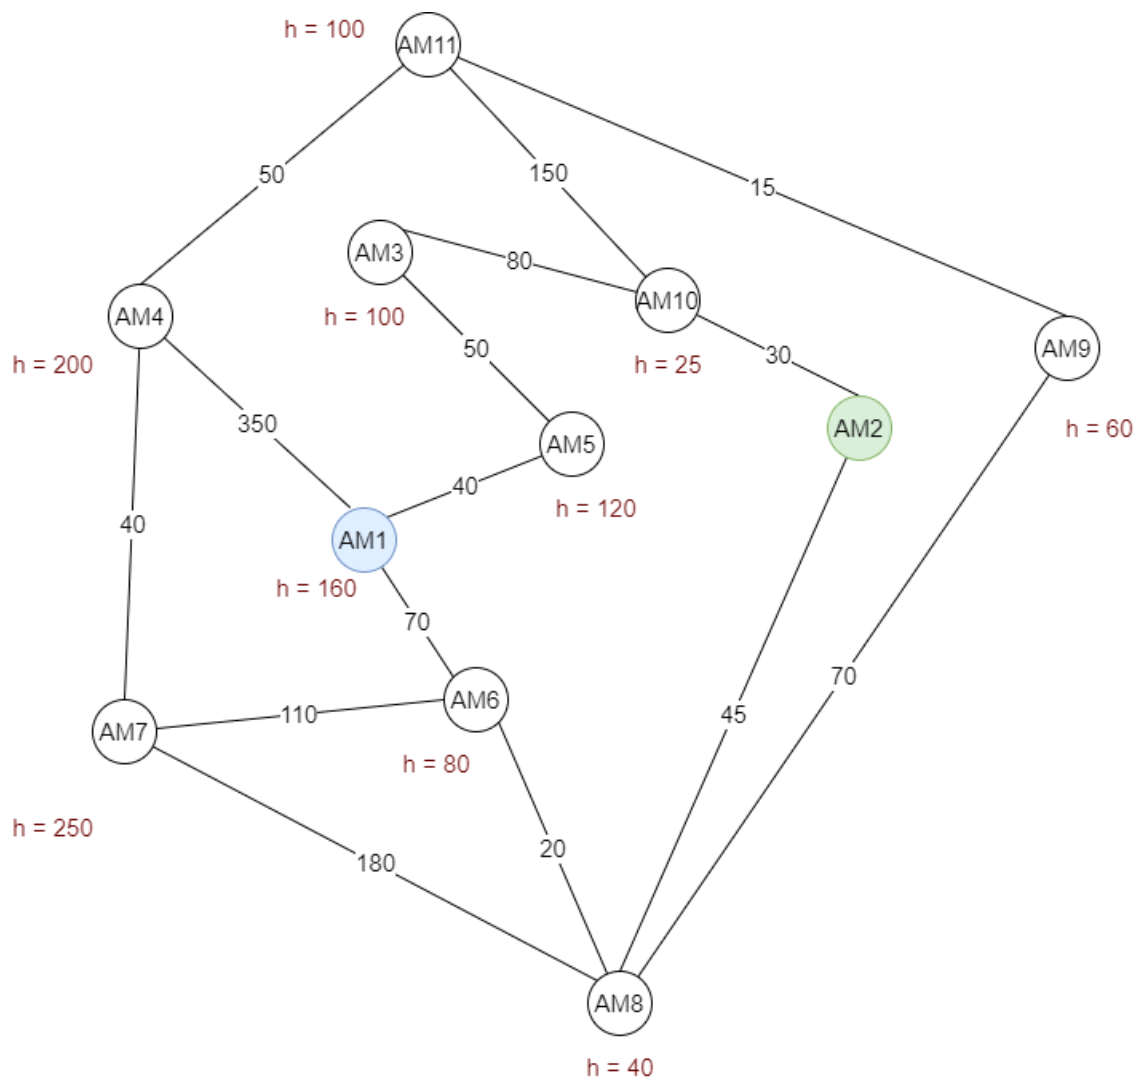 h = 100
AM11
50
150
15
AM3
80
AM10
AM4
h = 100
h = 200
50
30
h = 25
AM9
350
AM5
AM2
h = 60
40
h = 120
40
AM1
h = 160
70
AM7
110
AM6
45
70
h = 80
h = 250
180
20
AM8
h = 40